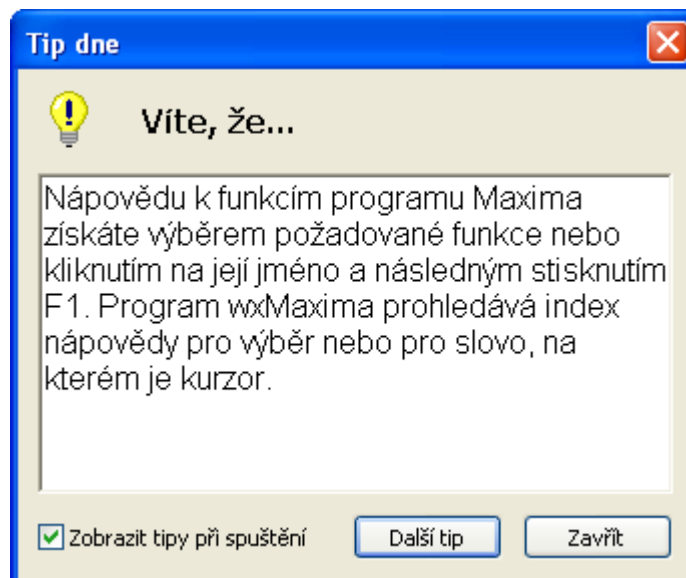 Tip dne
Víte, že...
Nápovědu k funkcím programu Maxima
získáte výběrem požadované funkce nebo
kliknutím na její jméno a následným stisknutím
F1. Program wxMaxima prohledává index
nápovědy pro výběr nebo pro slovo, na
kterém je kurzor.
Zobrazit tipy při spuštění
Další tip
Zavřít